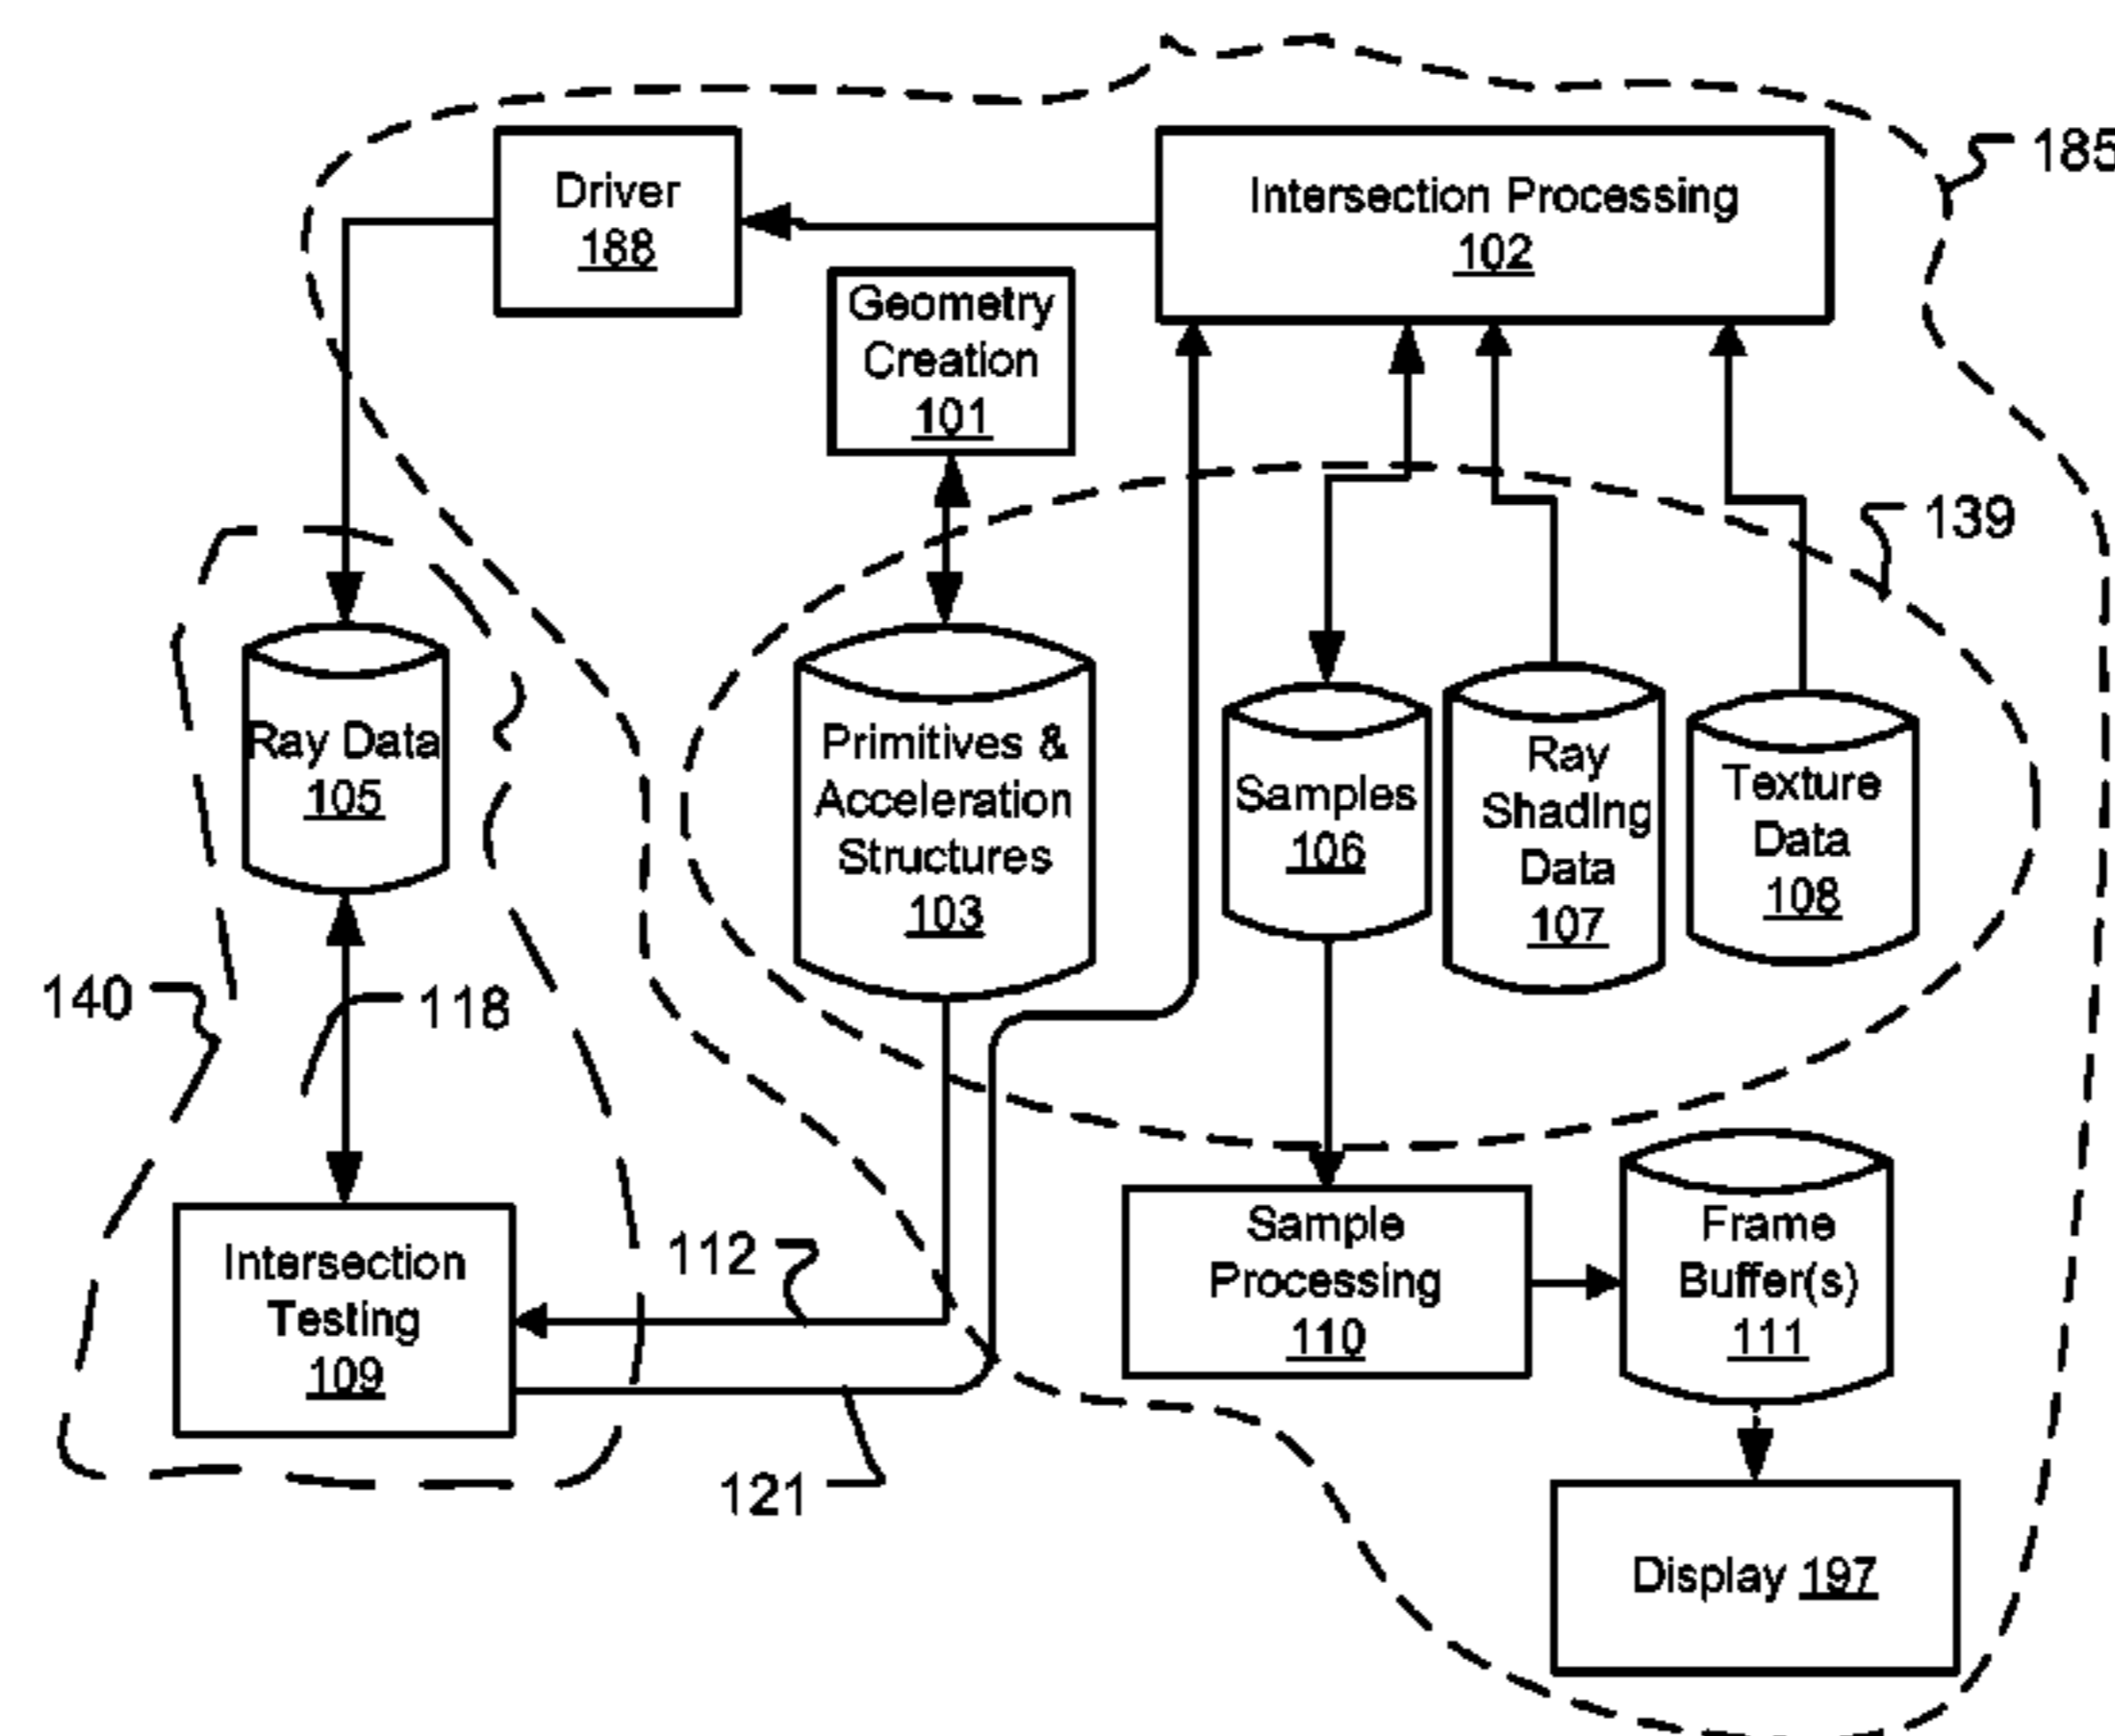 185
Driver
188
Intersection Processing
102
Geometry
Creation
101
139
Ray Data
105
Primitives &
Acceleration
Structures
103
Samples
106
Ray
Shading
Data
107
Texture
Data
108
140
118
Intersection
Testing
109
112
121
Sample
Processing
110
Frame
Buffer(s)
111
Display 197